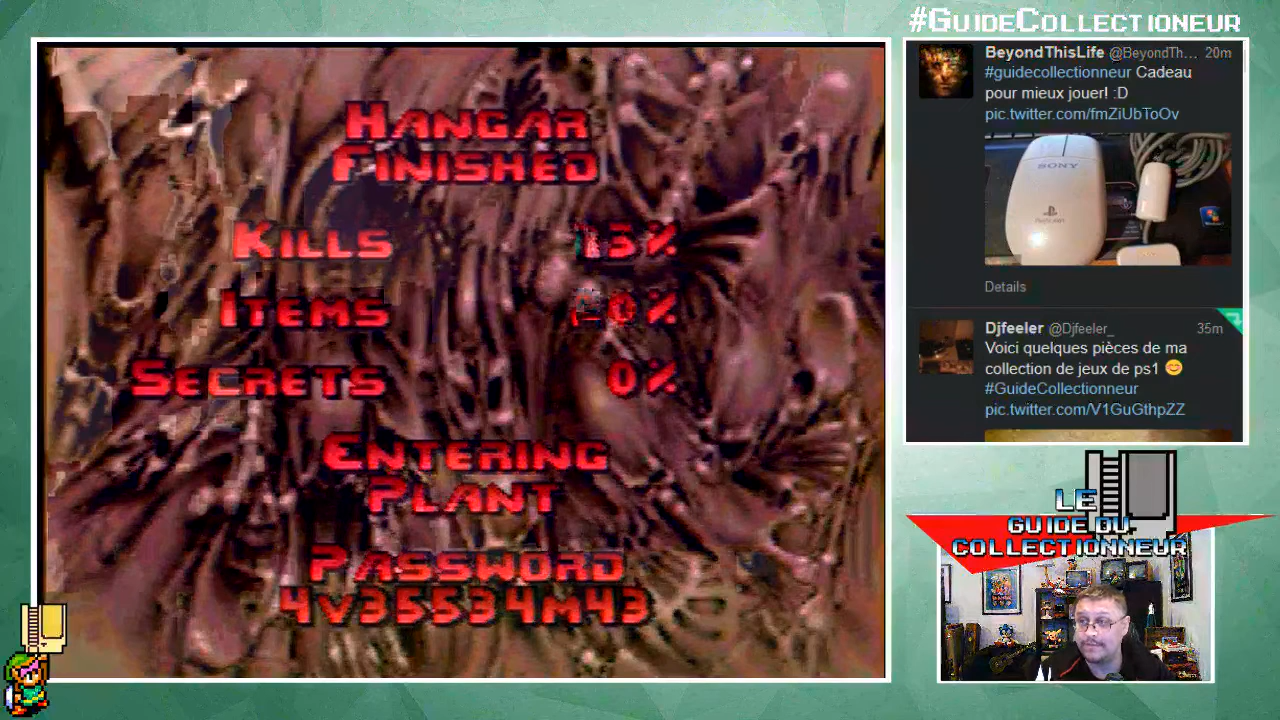 #GUIDECOLLECTIONEUR
HANGAR
FINISHED
KILLS 15%
ITEMS
SECRETS 0%
ENTERING
PLANT
PASSWORD
4V35534M43
BeyondThisLife @BeyondTh... 20m
#guidecollectionneur Cadeau
pour mieux jouer! :D
pic.twitter.com/fmZiUbToOv
SONY
Details
Djfeeler @Djfeeler_ 35m
Voici quelques pièces de ma
collection de jeux de ps1 😊
#GuideCollectionneur
pic.twitter.com/V1GuGthpZZ
LE
GUIDE DU
COLLECTIONNEUR